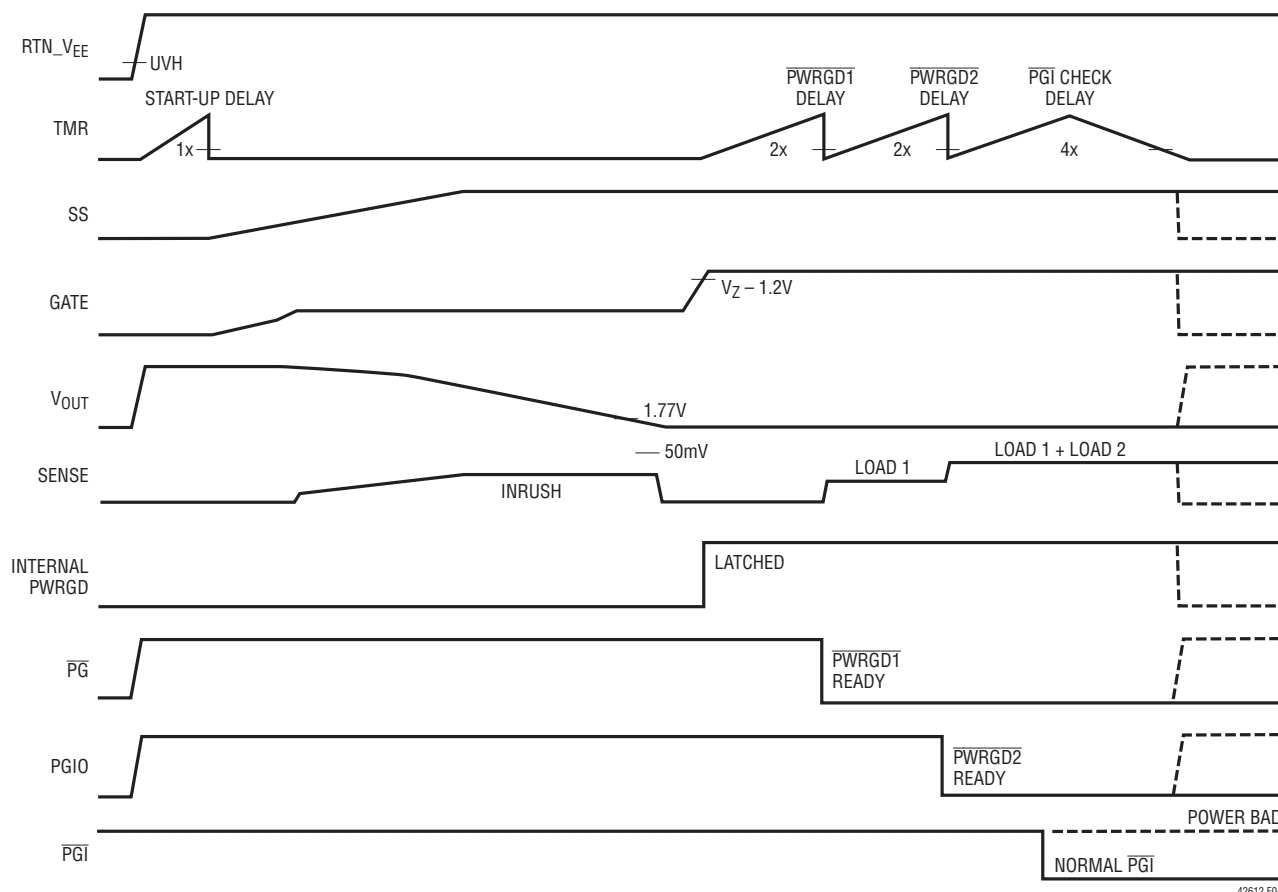 RTN_VEE
UVH
START-UP DELAY
PWRGD1
DELAY
PWRGD2
DELAY
PGI CHECK
DELAY
TMR
1x
2x
2x
4x
SS
GATE
VZ – 1.2V
VOUT
1.77V
50mV
SENSE
INRUSH
LOAD 1
LOAD 1 + LOAD 2
INTERNAL
PWRGD
LATCHED
PG
PWRGD1
READY
PGIO
PWRGD2
READY
POWER BAD
PGI
NORMAL PGI